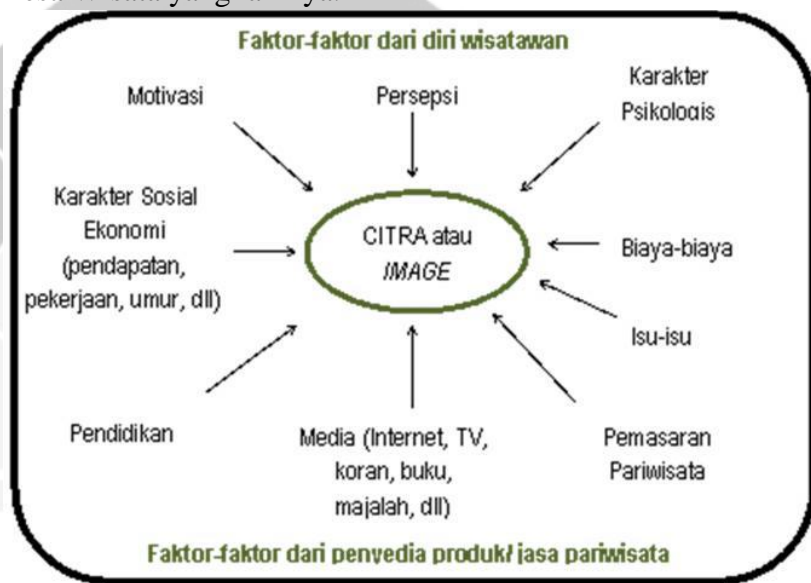 Faktor-faktor dari diri wisatawan
Motivasi
Persepsi
Karakter
Psikologis
Karakter Sosial
Ekonomi
(pendapatan,
pekerjaan, umur, dll)
CITRA atau
IMAGE
Biaya-biaya
Isu-isu
Pendidikan
Media (Internet, TV,
koran, buku,
majalah, dll)
Pemasaran
Pariwisata
Faktor-faktor dari penyedia produk/ jasa pariwisata